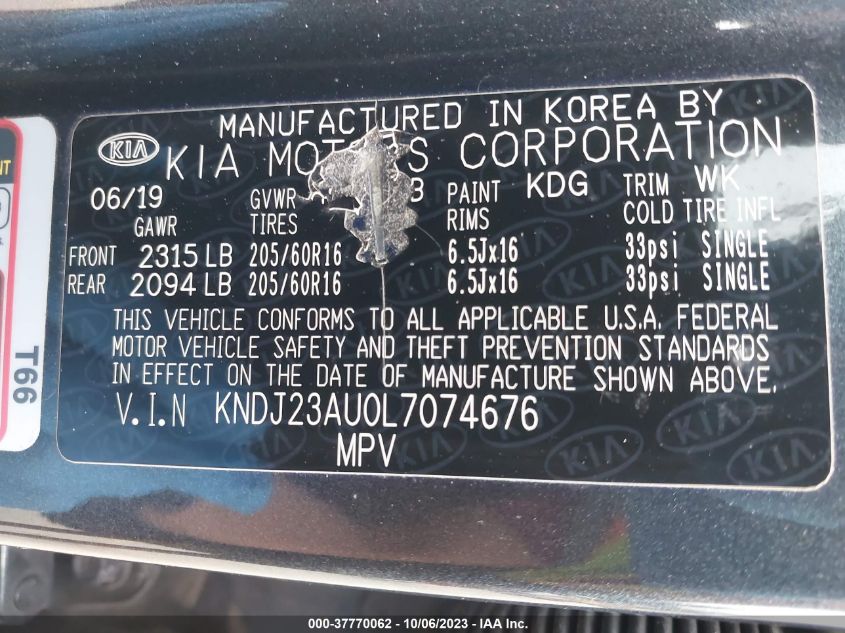 MANUFACTURED IN KOREA BY
KIA CORPORATION
06/19 GVWR PAINT KDG TRIM WK
GAWR TIRES RIMS COLD TIRE INFL
FRONT 2315 LB 205/60R16 6.5Jx16 33psi SINGLE
REAR 2094 LB 205/60R16 6.5Jx16 33psi SINGLE
THIS VEHICLE CONFORMS TO ALL APPLICABLE U.S.A. FEDERAL
MOTOR VEHICLE SAFETY AND THEFT PREVENTION STANDARDS
IN EFFECT ON THE DATE OF MANUFACTURE SHOWN ABOVE.
V.I.N KNDJ23AU0L7074676
MPV
KIA
T66
000-37770062 - 10/06/2023 - IAA Inc.